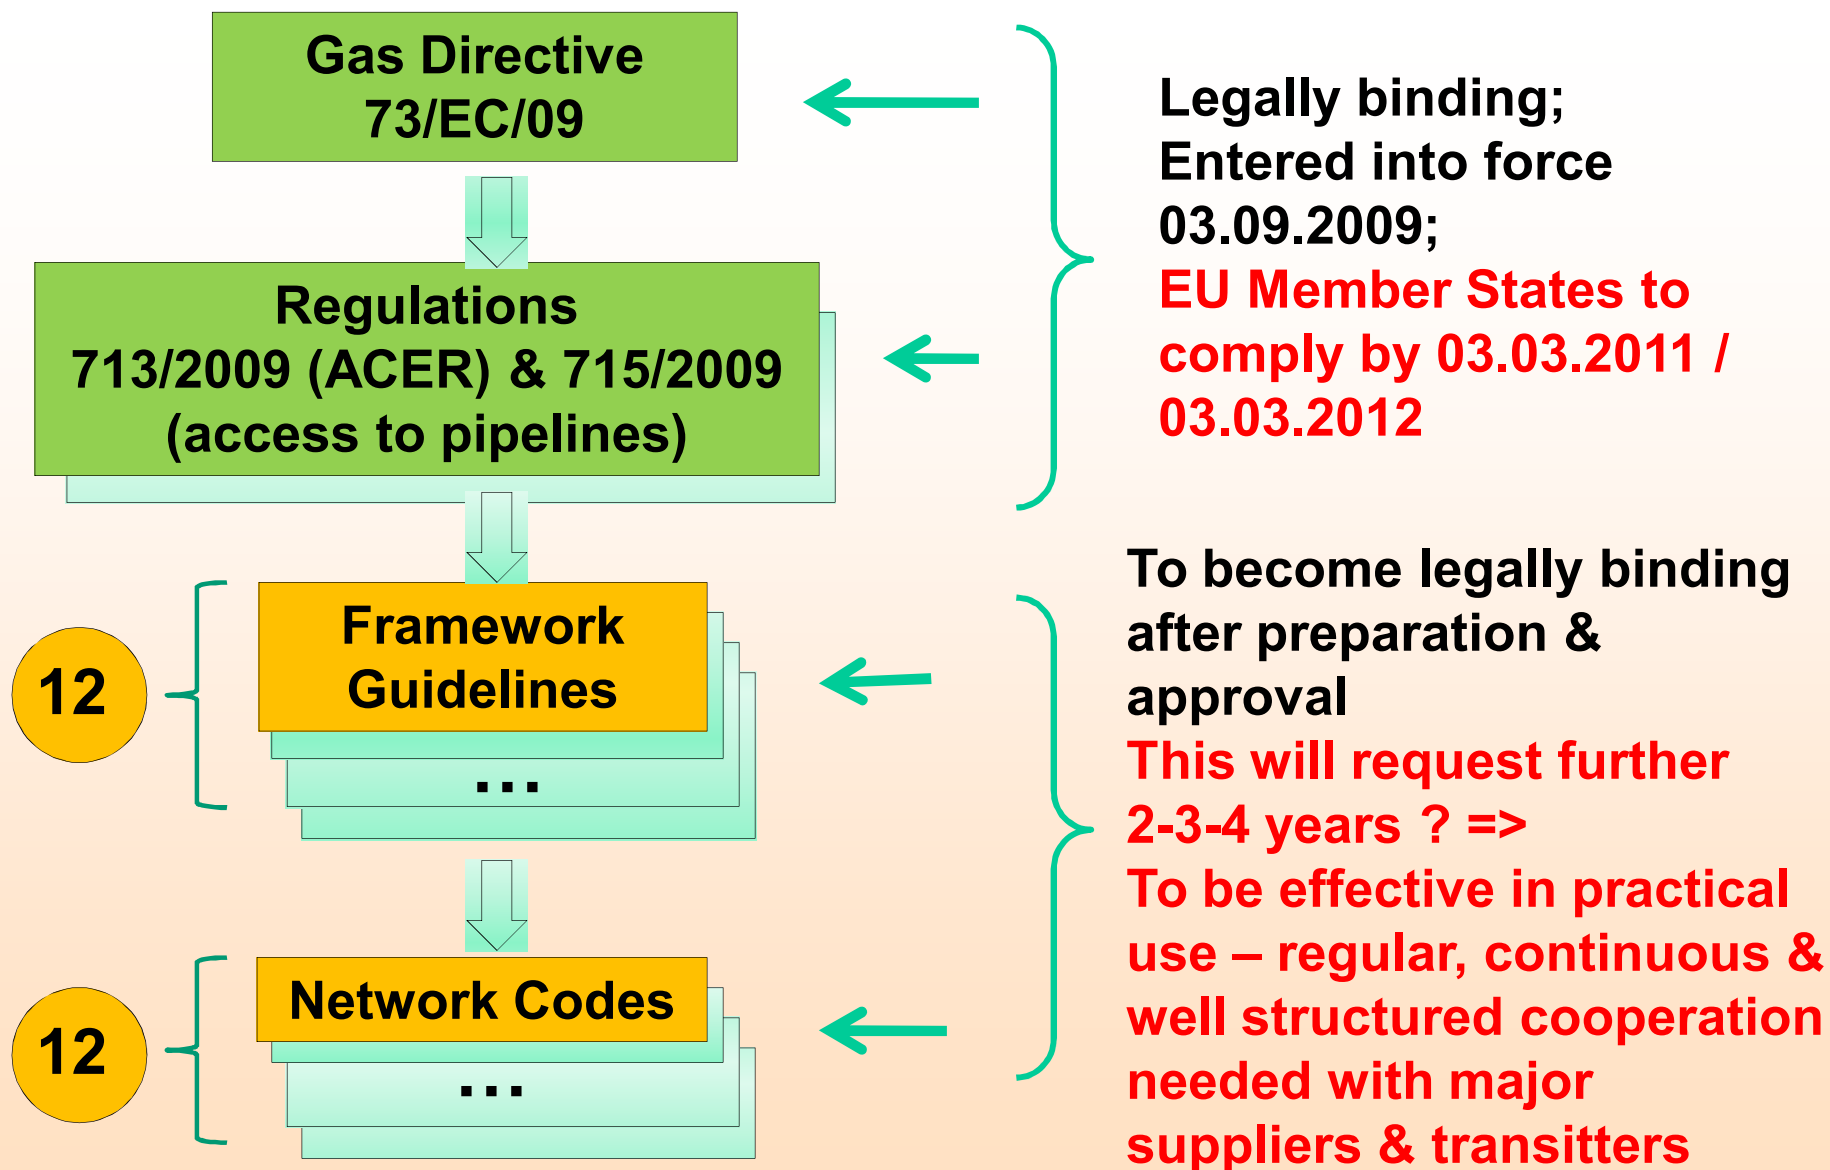 Gas Directive
73/EC/09
Regulations
713/2009 (ACER) & 715/2009
(access to pipelines)
Legally binding;
Entered into force
03.09.2009;
EU Member States to
comply by 03.03.2011 /
03.03.2012
12
Framework
Guidelines
...
12
Network Codes
...
To become legally binding
after preparation &
approval
This will request further
2-3-4 years ? =>
To be effective in practical
use – regular, continuous &
well structured cooperation
needed with major
suppliers & transitters